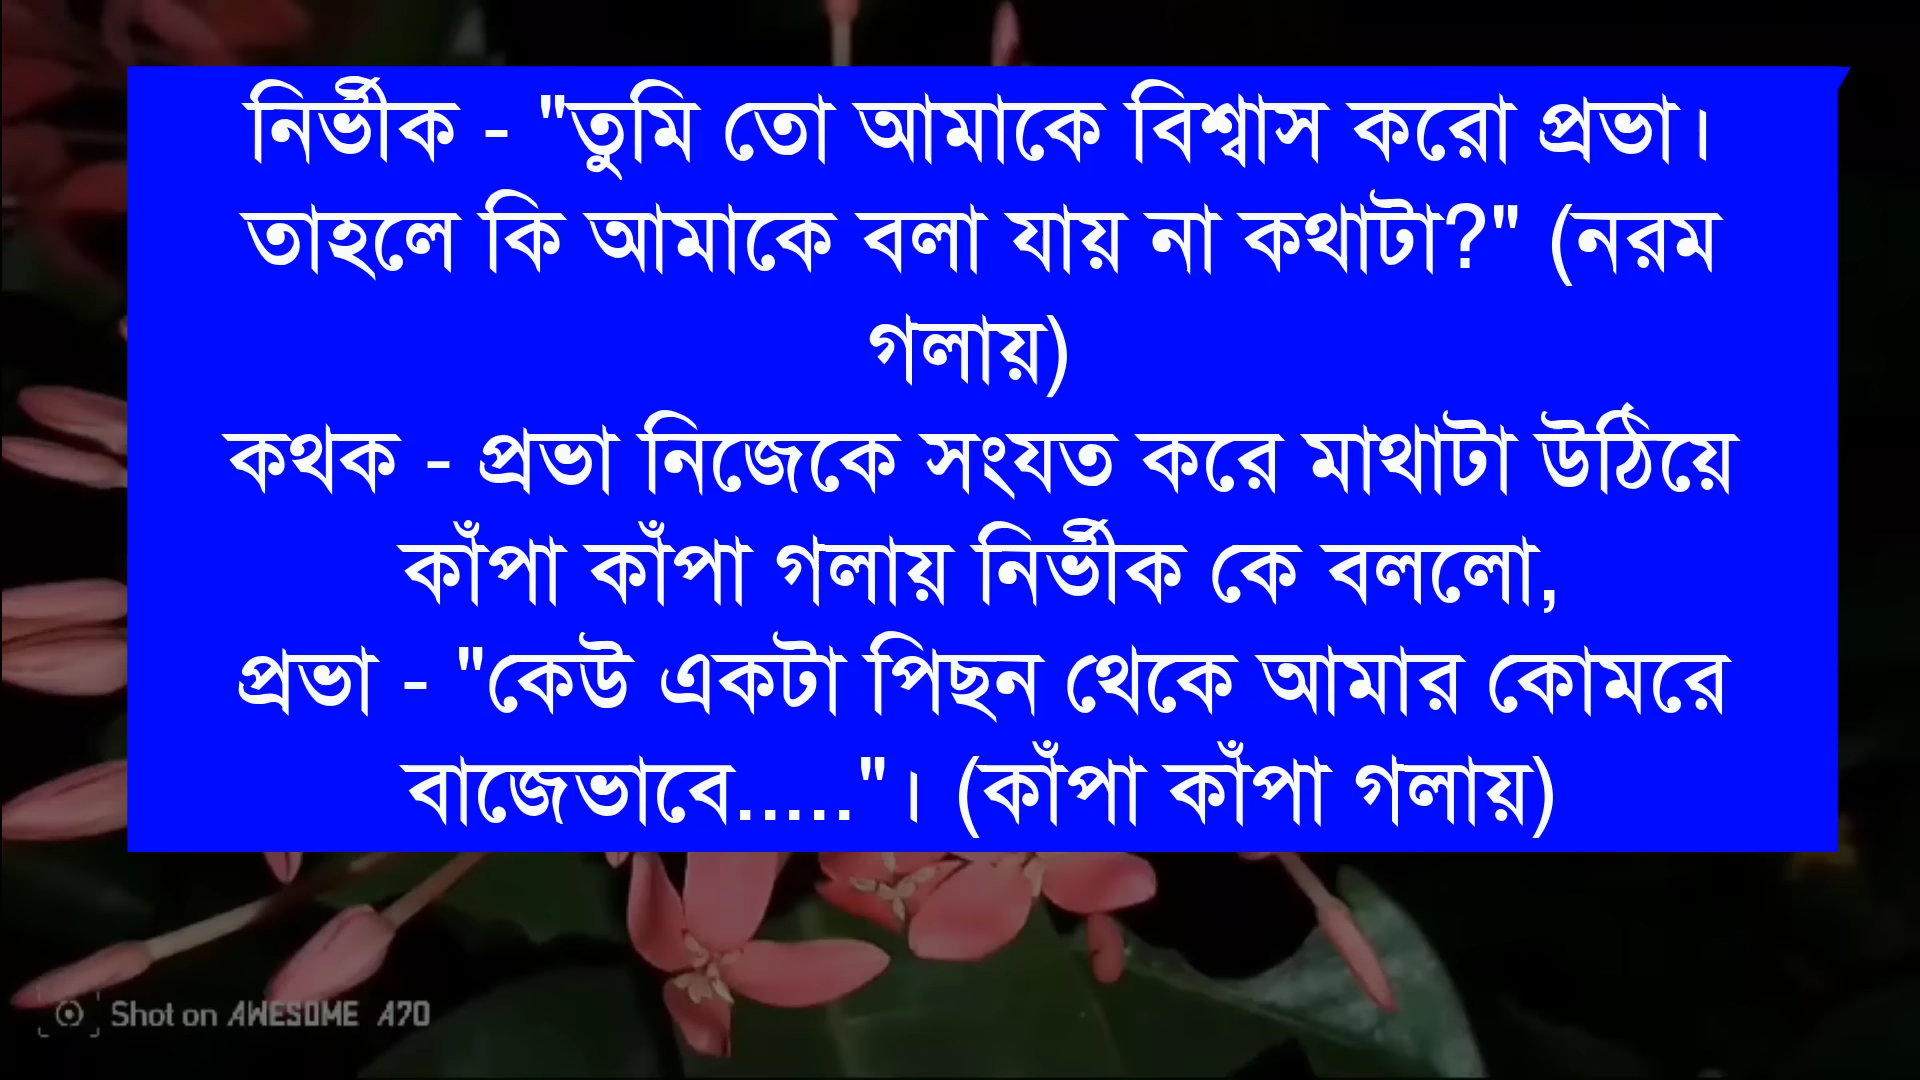 নির্ভীক - "তুমি তো আমাকে বিশ্বাস করো প্রভা।
তাহলে কি আমাকে বলা যায় না কথাটা?" (নরম
গলায়)
কথক - প্রভা নিজেকে সংযত করে মাথাটা উঠিয়ে
কাঁপা কাঁপা গলায় নির্ভীক কে বললো,
প্রভা - "কেউ একটা পিছন থেকে আমার কোমরে
বাজেভাবে....."। (কাঁপা কাঁপা গলায়)
Shot on AWESOME A70